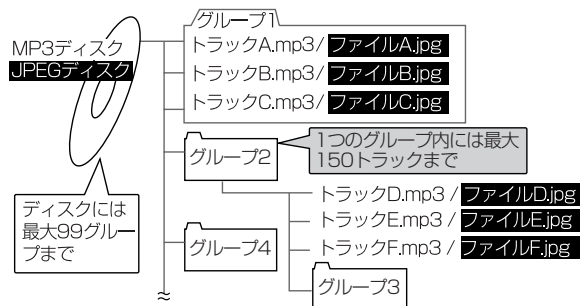 グループ1
MP3ディスク
JPEGディスク
トラックA.mp3/ ファイルA.jpg
トラックB.mp3/ ファイルB.jpg
トラックC.mp3/ ファイルC.jpg
グループ2
1つのグループ内には最大
150トラックまで
トラックD.mp3 / ファイルD.jpg
トラックE.mp3 / ファイルE.jpg
トラックF.mp3 / ファイルF.jpg
ディスクには
最大99グルー
プまで
グループ4
グループ3
≈